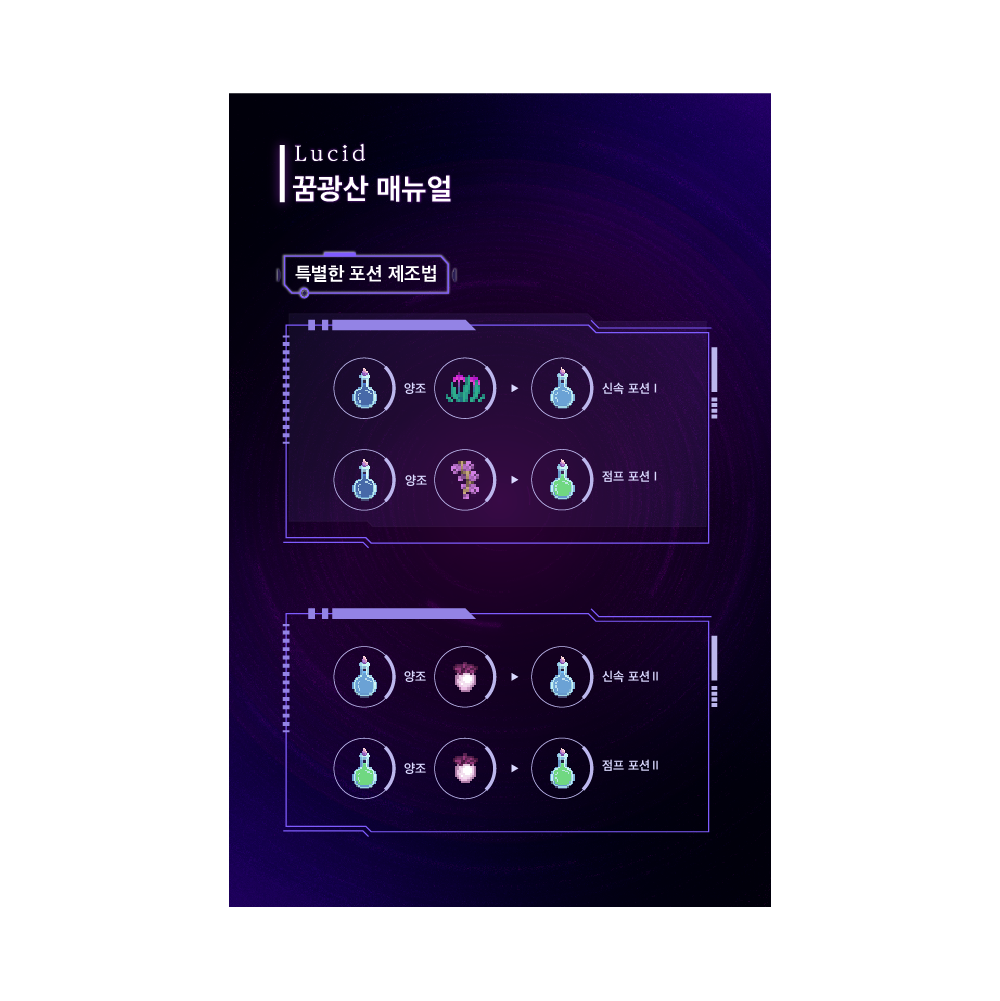 Lucid
꿈광산 매뉴얼
특별한 포션 제조법
양조 ▶ 신속 포션 I
양조 ▶ 점프 포션 I
양조 ▶ 신속 포션 II
양조 ▶ 점프 포션 II